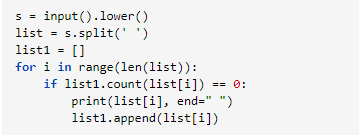 s = input().lower()
list = s.split(' ')
list1 = []
for i in range(len(list)):
    if list1.count(list[i]) == 0:
        print(list[i], end=" ")
        list1.append(list[i])